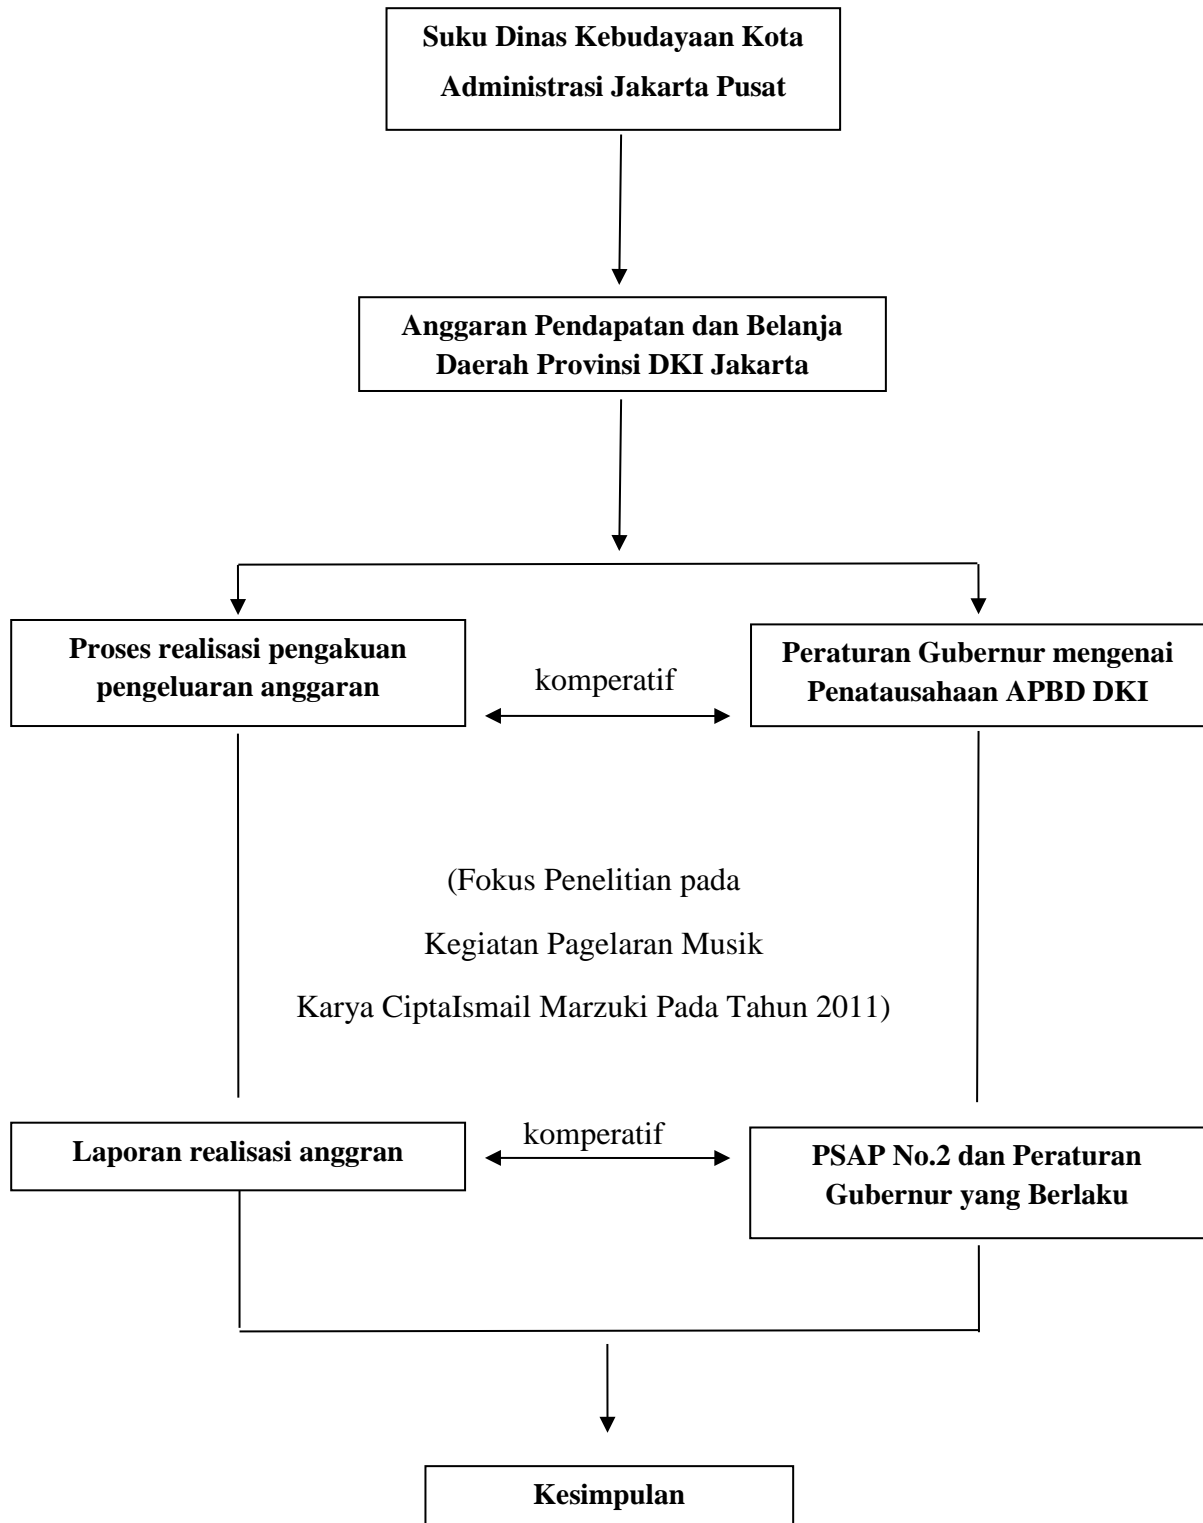 Suku Dinas Kebudayaan Kota
Administrasi Jakarta Pusat
Anggaran Pendapatan dan Belanja
Daerah Provinsi DKI Jakarta
Proses realisasi pengakuan
pengeluaran anggaran
komperatif
Peraturan Gubernur mengenai
Penatausahaan APBD DKI
(Fokus Penelitian pada
Kegiatan Pagelaran Musik
Karya CiptaIsmail Marzuki Pada Tahun 2011)
Laporan realisasi anggran
komperatif
PSAP No.2 dan Peraturan
Gubernur yang Berlaku
Kesimpulan